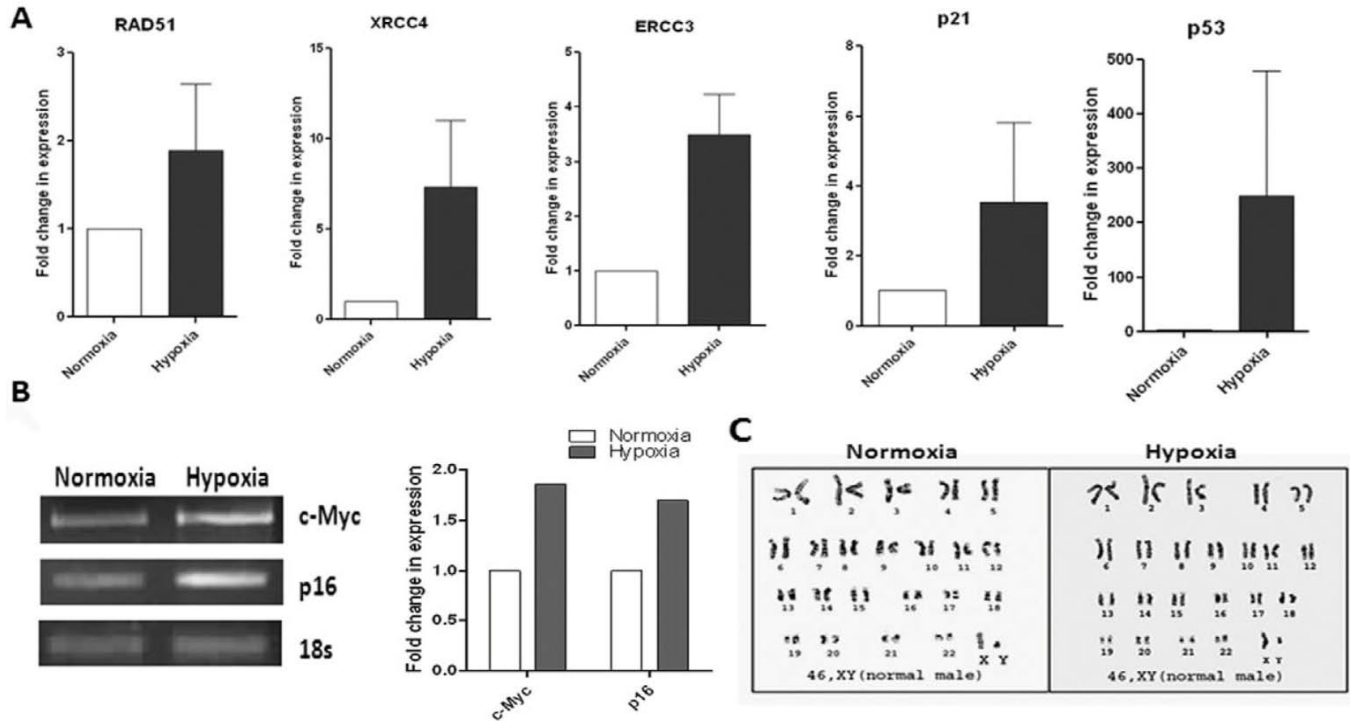 A
RAD51
Fold change in expression
3
2
1
0
Normoxia
Hypoxia
XRCC4
Fold change in expression
15
10
5
0
Normoxia
Hypoxia
ERCC3
Fold change in expression
5
4
3
2
1
0
Normoxia
Hypoxia
p21
Fold change in expression
8
6
4
2
0
Normoxia
Hypoxia
p53
Fold change in expression
500
400
300
200
100
0
Normoxia
Hypoxia
B
Normoxia Hypoxia
c-Myc
p16
18s
Normoxia
Hypoxia
Fold change in expression
2.0
1.5
1.0
0.5
0.0
c-Myc
p16
C
Normoxia
1 2 3 4 5
6 7 8 9 10 11 12
13 14 15 16 17 18
19 20 21 22 X Y
46,XY(normal male)
Hypoxia
1 2 3 4 5
6 7 8 9 10 11 12
13 14 15 16 17 18
19 20 21 22 X Y
46,XY(normal male)